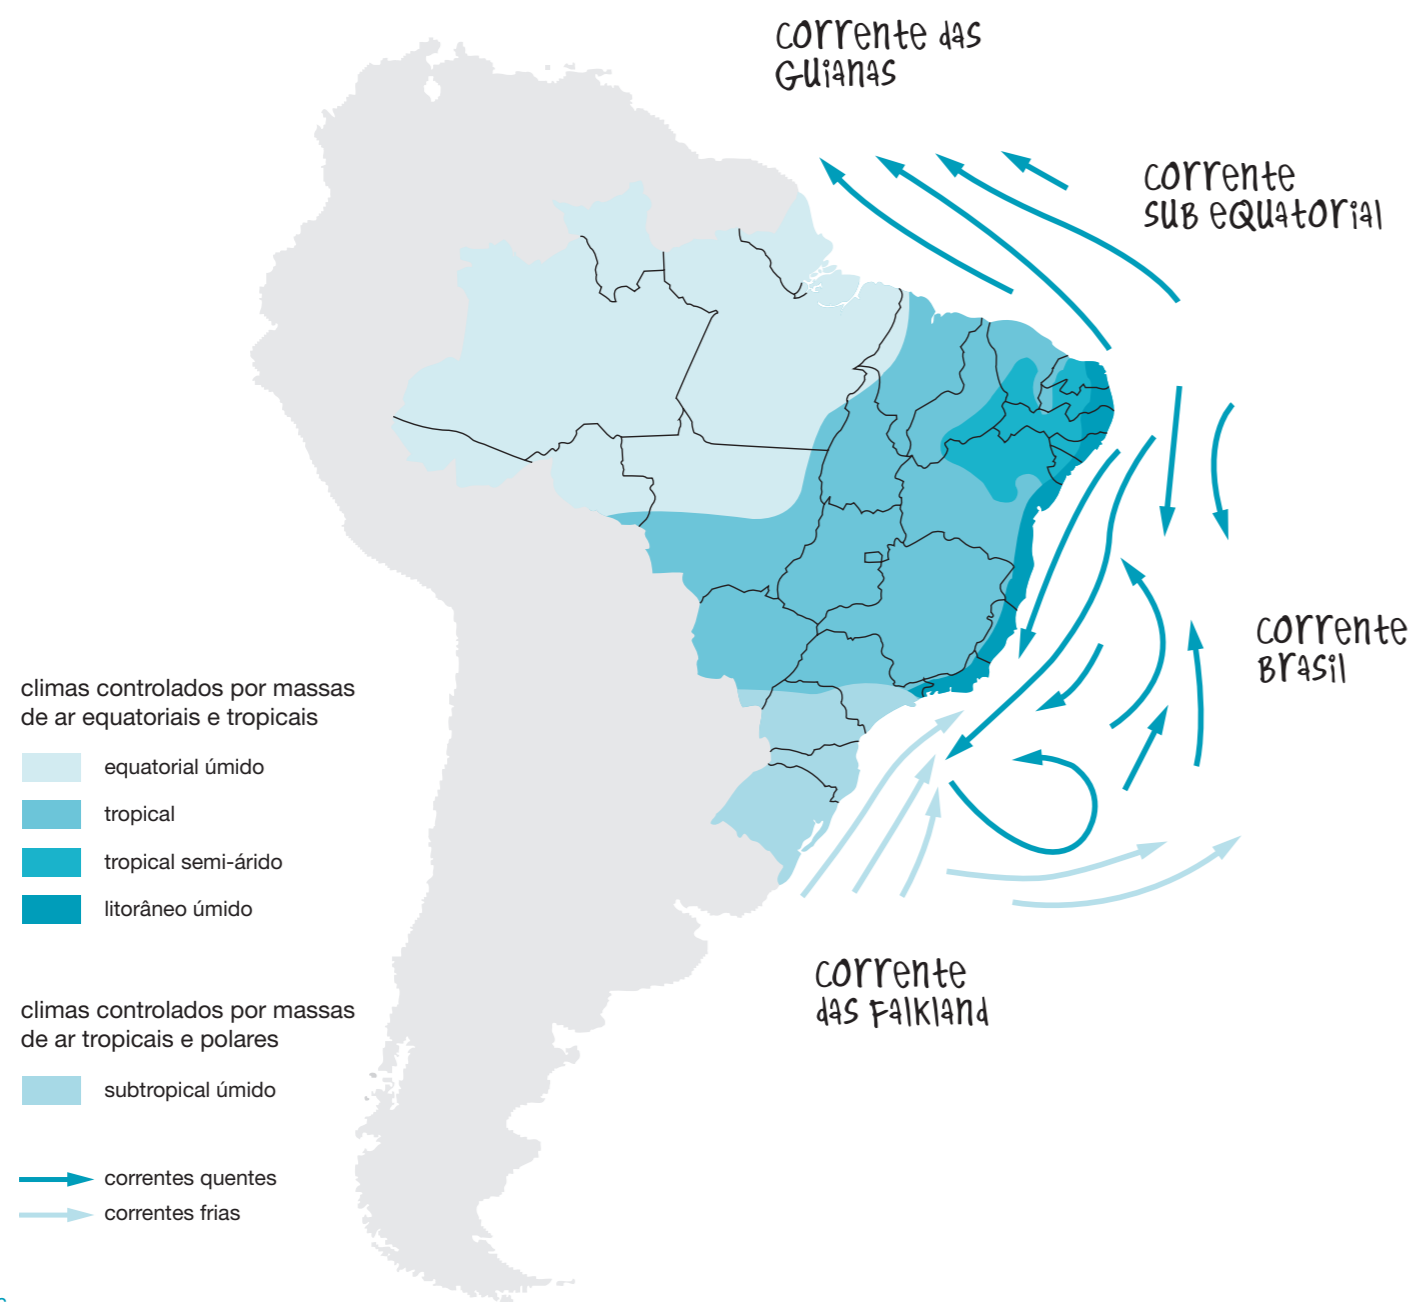 corrente das
Guianas
corrente
sub equatorial
corrente
Brasil
corrente
das Falkland
climas controlados por massas
de ar equatoriais e tropicais
equatorial úmido
tropical
tropical semi-árido
litorâneo úmido
climas controlados por massas
de ar tropicais e polares
subtropical úmido
correntes quentes
correntes frias